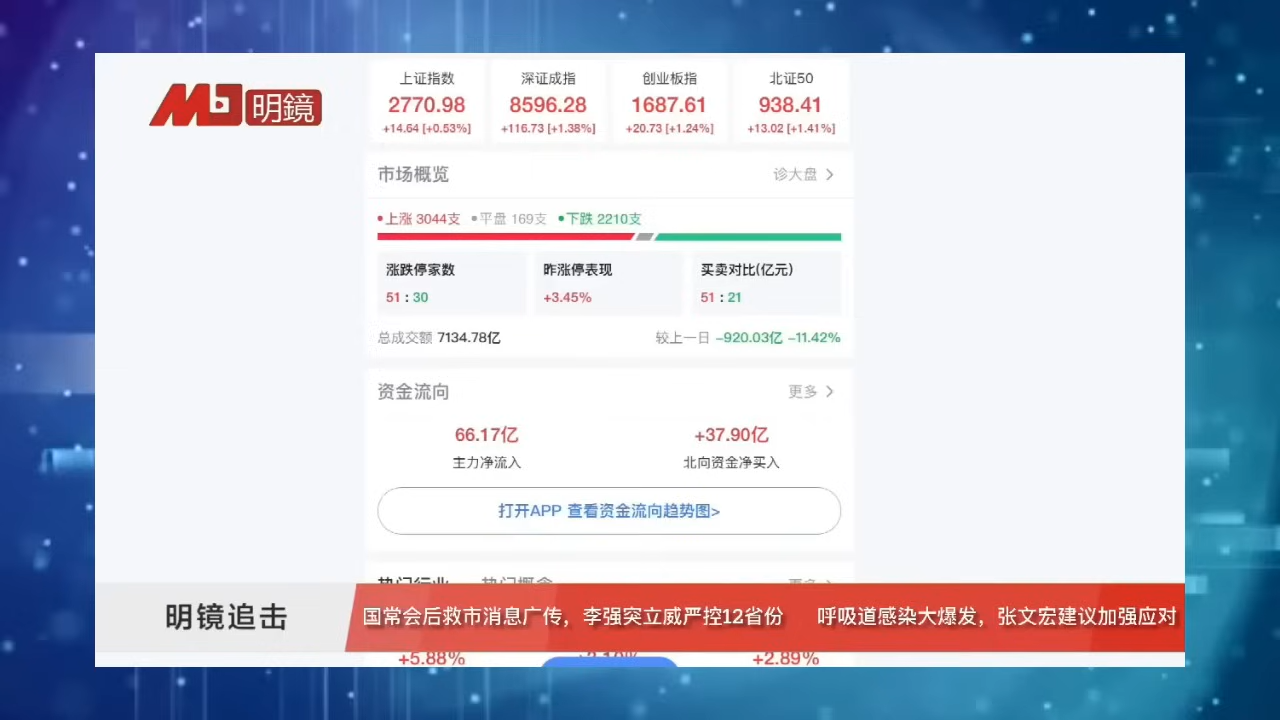 明鏡
上证指数 深证成指 创业板指 北证50
2770.98 8596.28 1687.61 938.41
+14.64 [+0.53%] +116.73 [+1.38%] +20.73 [+1.24%] +13.02 [+1.41%]
市场概览 诊大盘 >
•上涨 3044支 •平盘 169支 •下跌 2210支
涨跌停家数 昨涨停表现 买卖对比(亿元)
51 : 30 +3.45% 51 : 21
总成交额 7134.78亿 较上一日 -920.03亿 -11.42%
资金流向 更多 >
66.17亿 +37.90亿
主力净流入 北向资金净买入
打开APP 查看资金流向趋势图>
热门行业 热门概念 更多 >
明镜追击 国常会后救市消息广传，李强突立威严控12省份 呼吸道感染大爆发，张文宏建议加强应对
+5.88% +2.89%